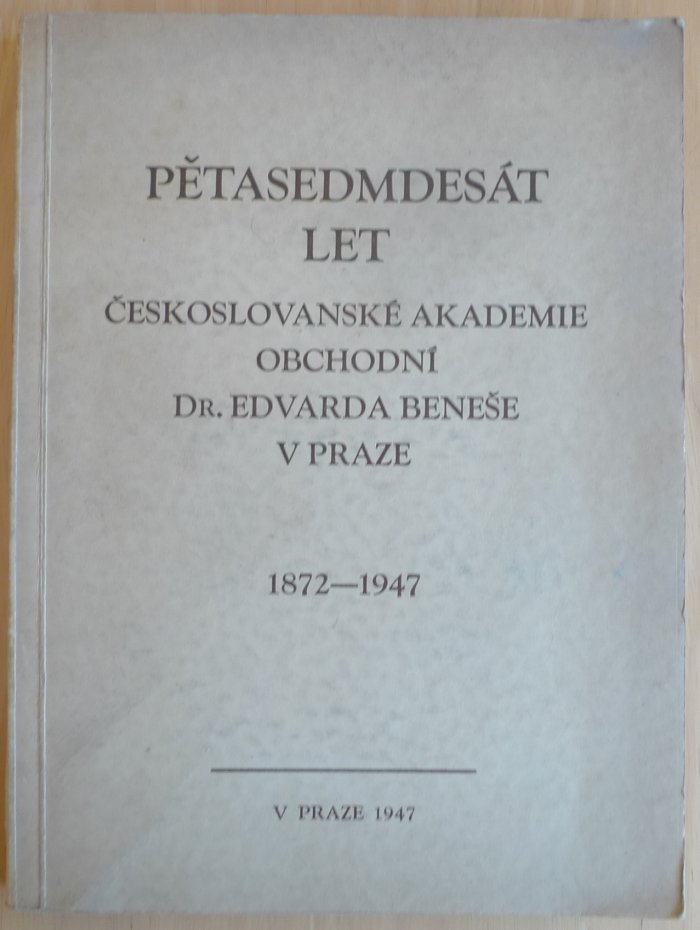 PĚTASEDMDESÁT
LET
ČESKOSLOVANSKÉ AKADEMIE
OBCHODNÍ
DR. EDVARDA BENEŠE
V PRAZE
1872—1947
V PRAZE 1947